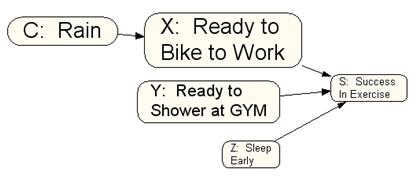 C:  Rain
X:  Ready to
Bike to Work
Y:  Ready to
Shower at GYM
S:  Success
In Exercise
Z:  Sleep
Early